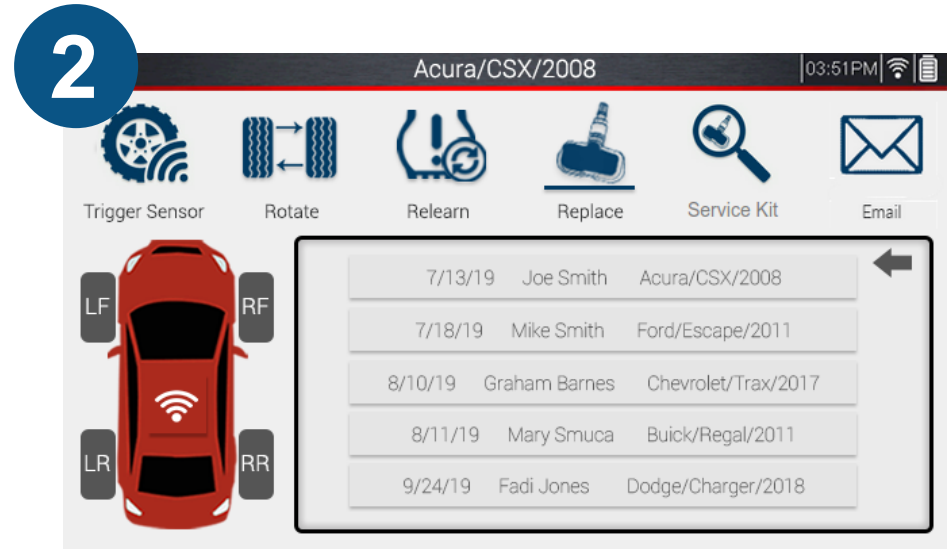 2
Acura/CSX/2008
03:51PM
Trigger Sensor
Rotate
Relearn
Replace
Service Kit
Email
LF
RF
LR
RR
7/13/19 Joe Smith Acura/CSX/2008
7/18/19 Mike Smith Ford/Escape/2011
8/10/19 Graham Barnes Chevrolet/Trax/2017
8/11/19 Mary Smuca Buick/Regal/2011
9/24/19 Fadi Jones Dodge/Charger/2018